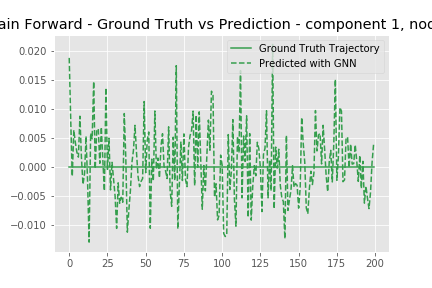 ain Forward - Ground Truth vs Prediction - component 1, nod
Ground Truth Trajectory
Predicted with GNN
0.020
0.015
0.010
0.005
0.000
−0.005
−0.010
0 25 50 75 100 125 150 175 200